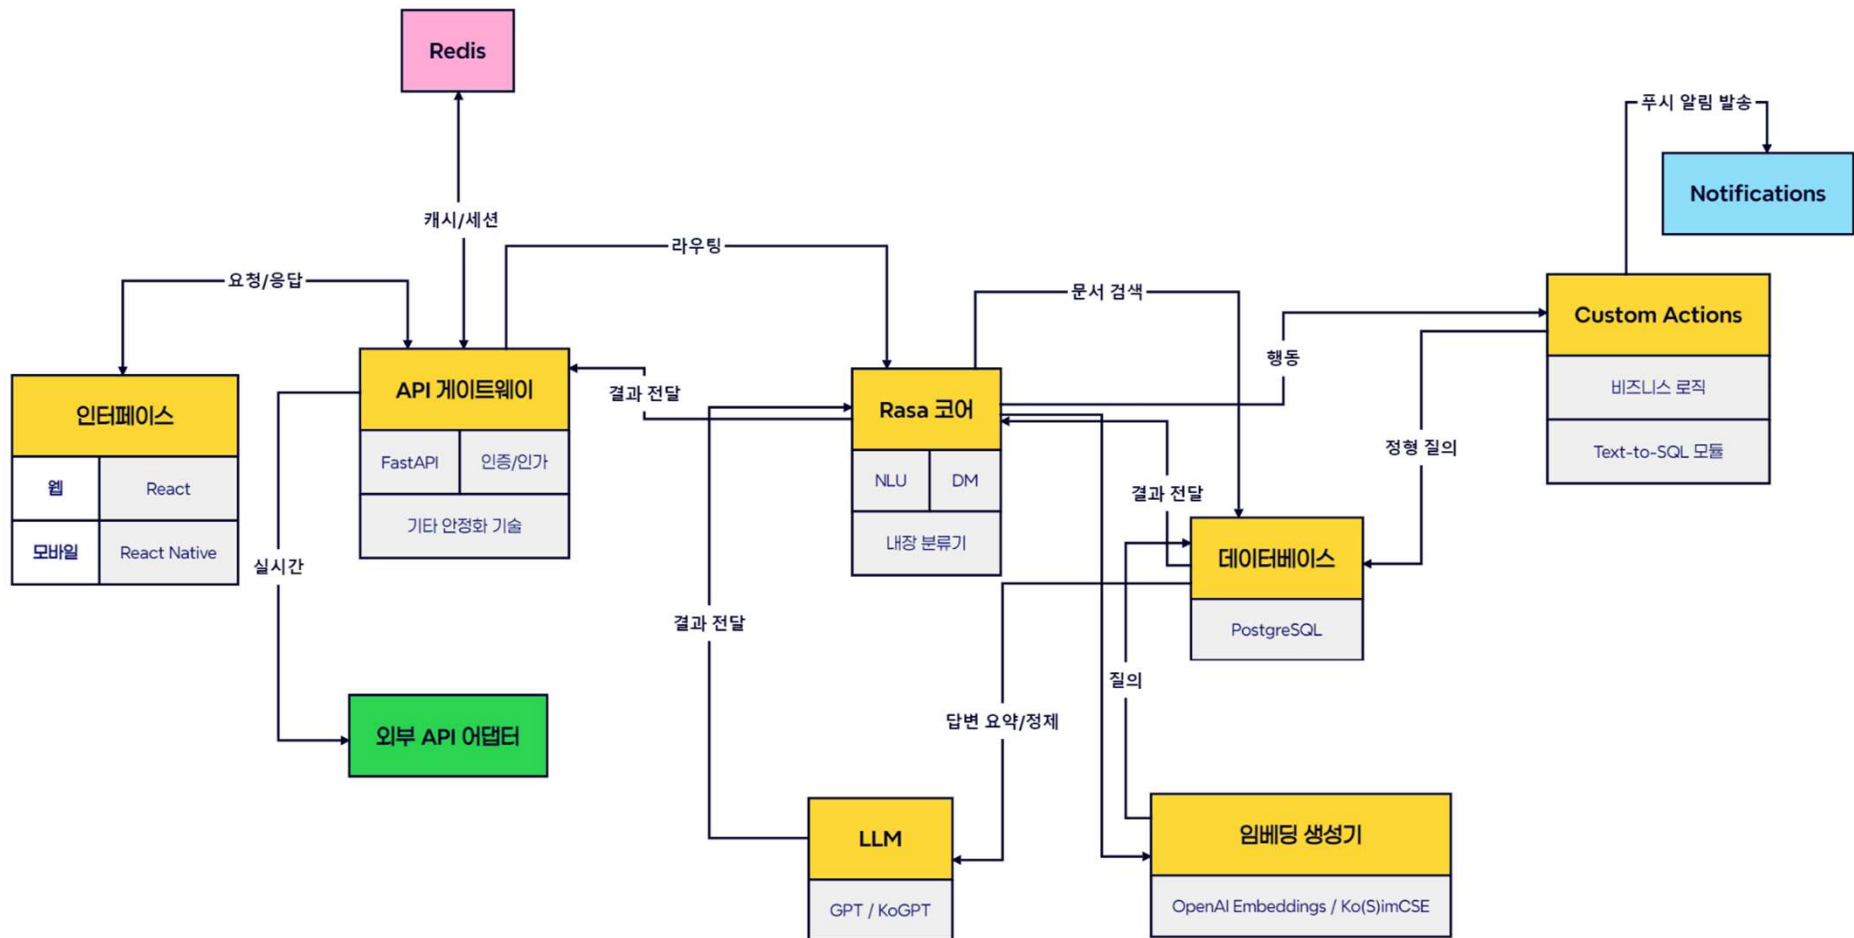 Redis
푸시 알림 발송
Notifications
캐시/세션
라우팅
요청/응답
문서 검색
Custom Actions
행동
비즈니스 로직
Text-to-SQL 모듈
정형 질의
API 게이트웨이
FastAPI
인증/인가
기타 안정화 기술
결과 전달
Rasa 코어
NLU
DM
내장 분류기
인터페이스
웹
React
모바일
React Native
결과 전달
데이터베이스
PostgreSQL
실시간
결과 전달
질의
답변 요약/정제
외부 API 어댑터
LLM
GPT / KoGPT
임베딩 생성기
OpenAI Embeddings / Ko(S)imCSE